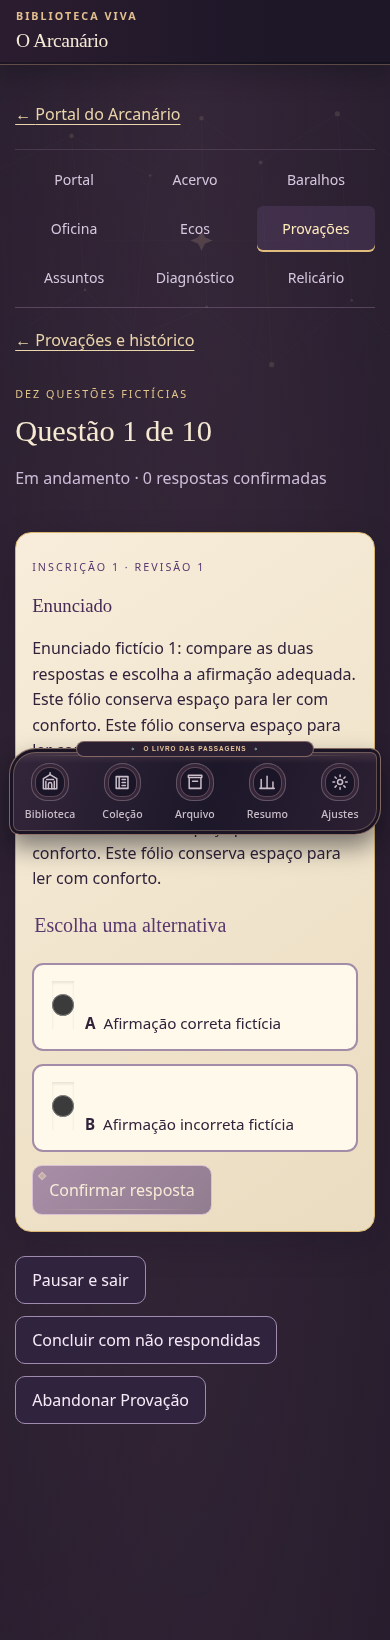 BIBLIOTECA VIVA
O Arcanário
← Portal do Arcanário
Portal
Acervo
Baralhos
Oficina
Ecos
Provações
Assuntos
Diagnóstico
Relicário
← Provações e histórico
DEZ QUESTÕES FICTÍCIAS
Questão 1 de 10
Em andamento · 0 respostas confirmadas
INSCRIÇÃO 1 · REVISÃO 1
Enunciado
Enunciado fictício 1: compare as duas
respostas e escolha a afirmação adequada.
Este fólio conserva espaço para ler com
conforto. Este fólio conserva espaço para
O LIVRO DAS PASSAGENS
Biblioteca
Coleção
Arquivo
Resumo
Ajustes
conforto. Este fólio conserva espaço para
ler com conforto.
Escolha uma alternativa
A Afirmação correta fictícia
B Afirmação incorreta fictícia
Confirmar resposta
Pausar e sair
Concluir com não respondidas
Abandonar Provação